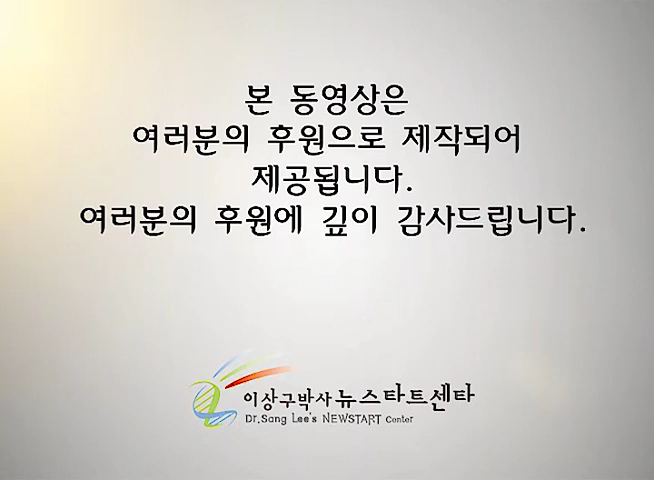 본 동영상은
여러분의 후원으로 제작되어
제공됩니다.
여러분의 후원에 깊이 감사드립니다.
이상구박사 뉴스타트센타
Dr.Sang Lee's NEWSTART Center